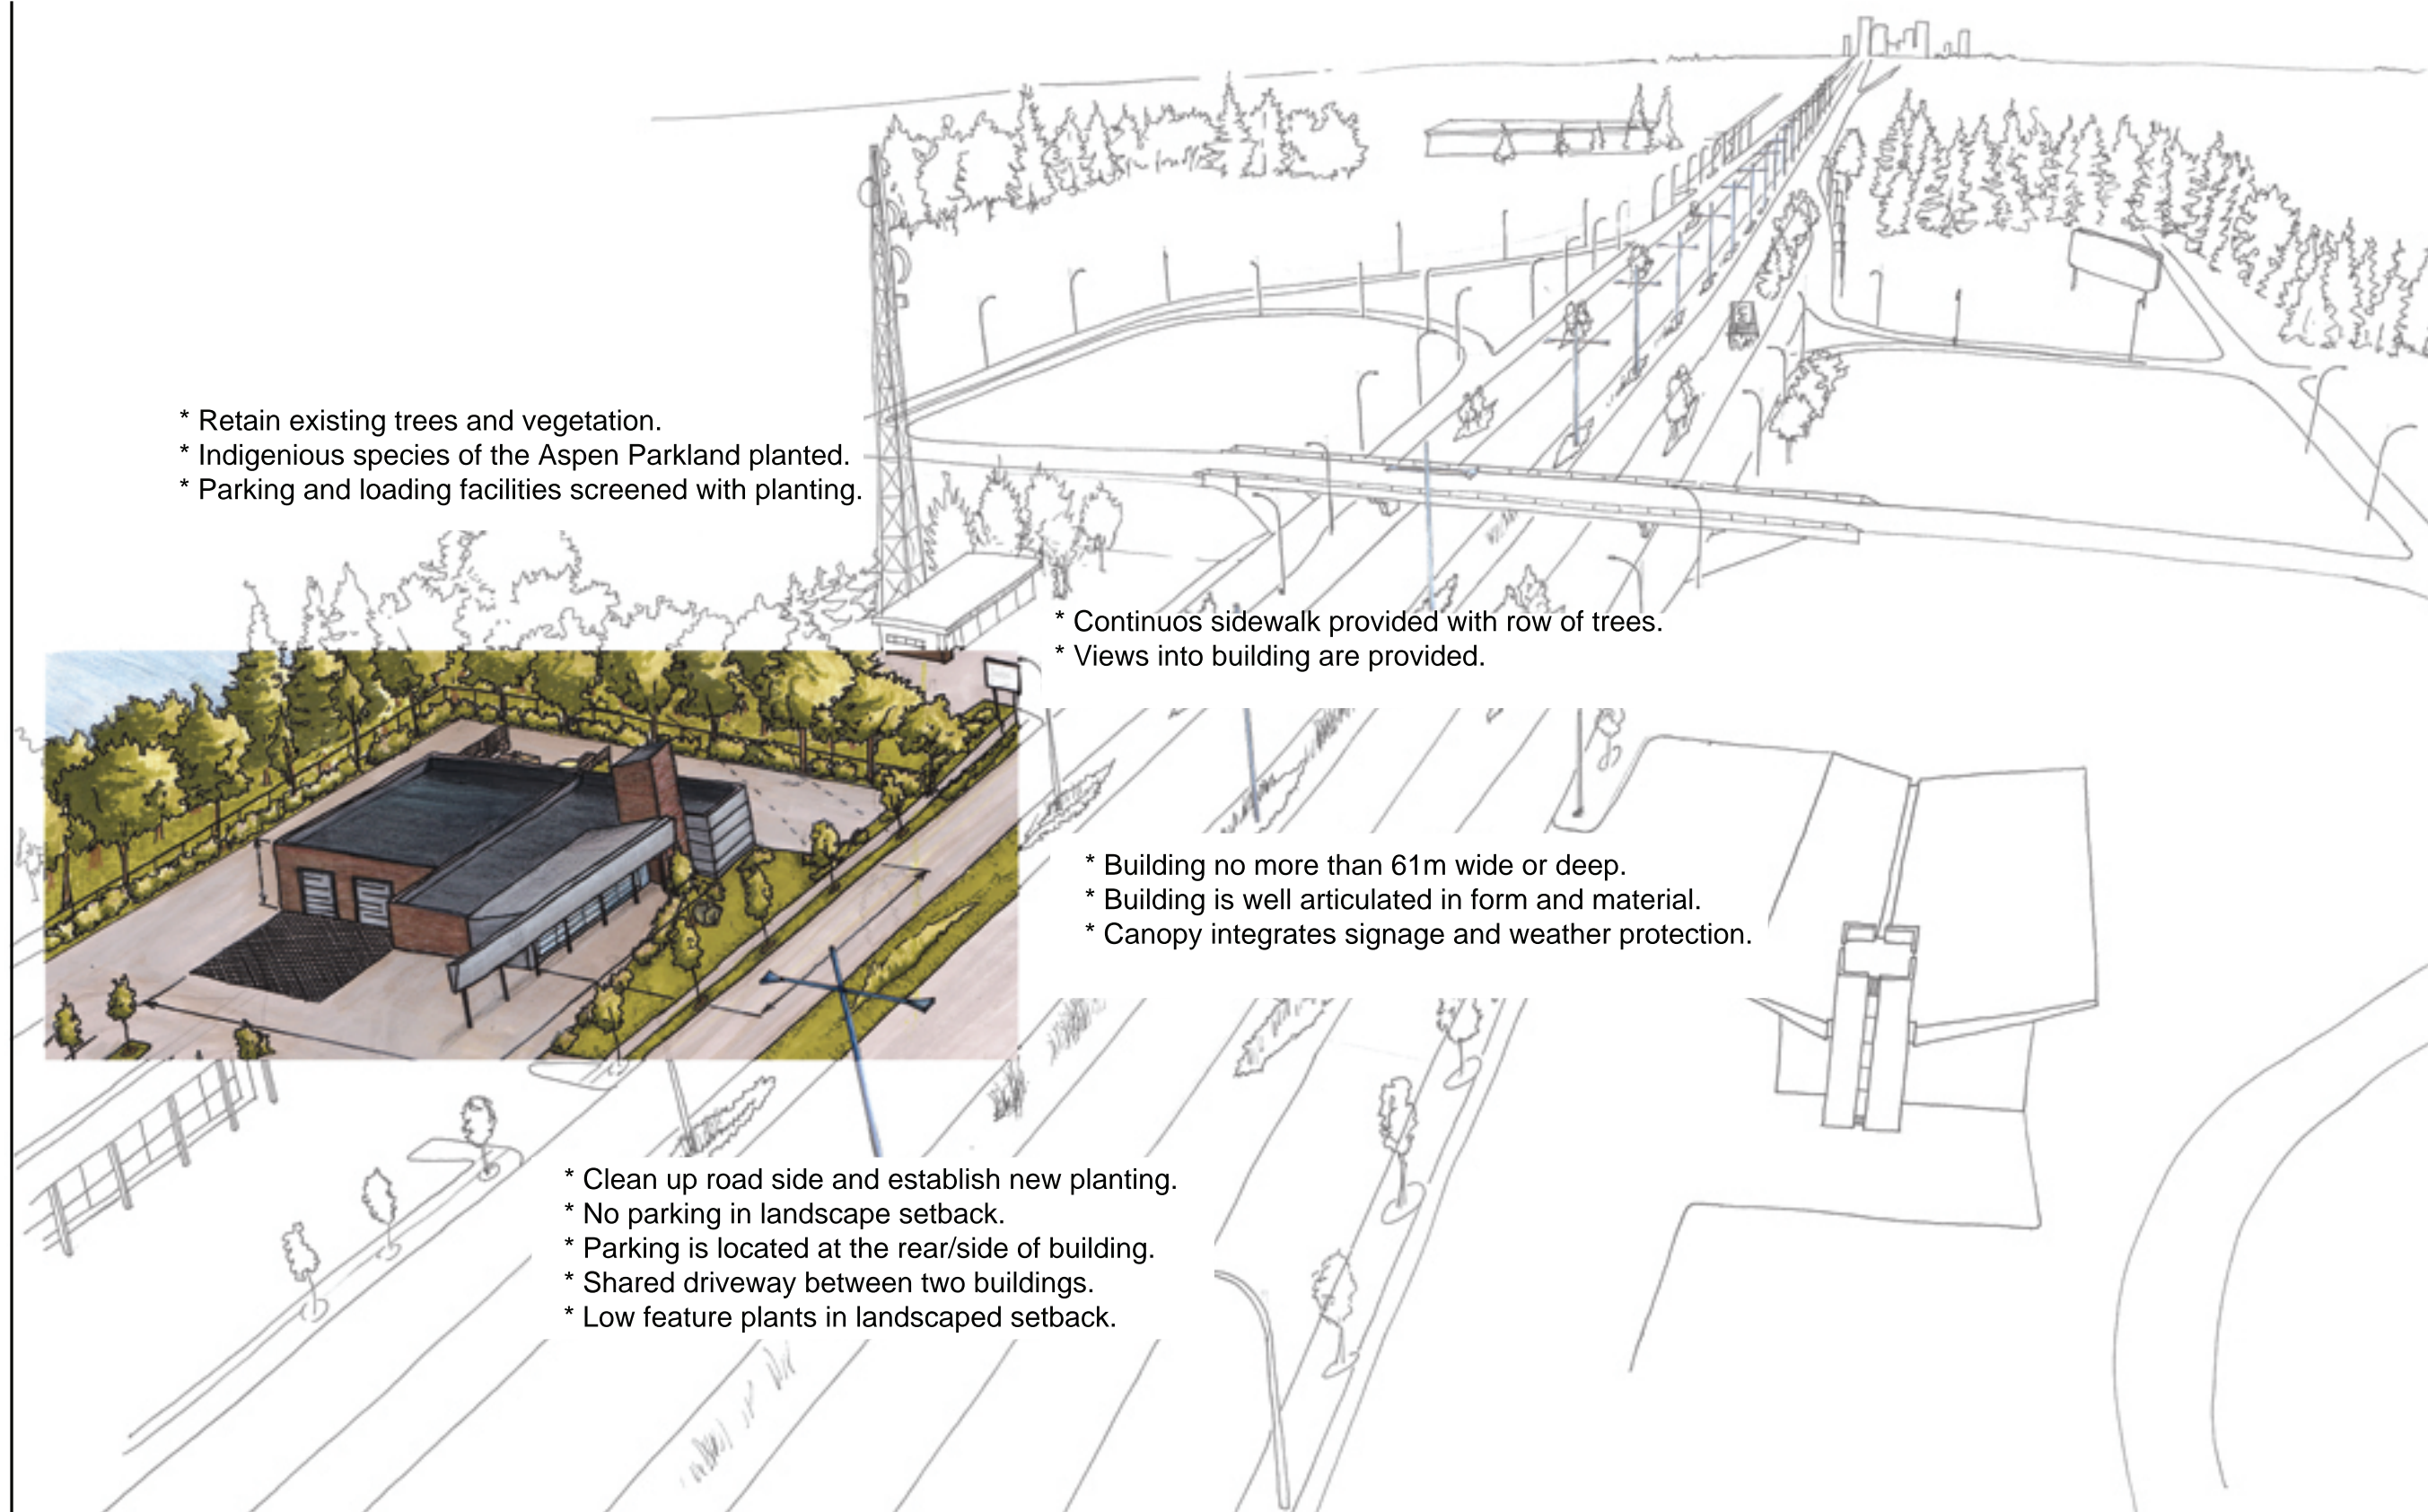 * Retain existing trees and vegetation.
* Indigenious species of the Aspen Parkland planted.
* Parking and loading facilities screened with planting.
* Continuos sidewalk provided with row of trees.
* Views into building are provided.
* Building no more than 61m wide or deep.
* Building is well articulated in form and material.
* Canopy integrates signage and weather protection.
* Clean up road side and establish new planting.
* No parking in landscape setback.
* Parking is located at the rear/side of building.
* Shared driveway between two buildings.
* Low feature plants in landscaped setback.